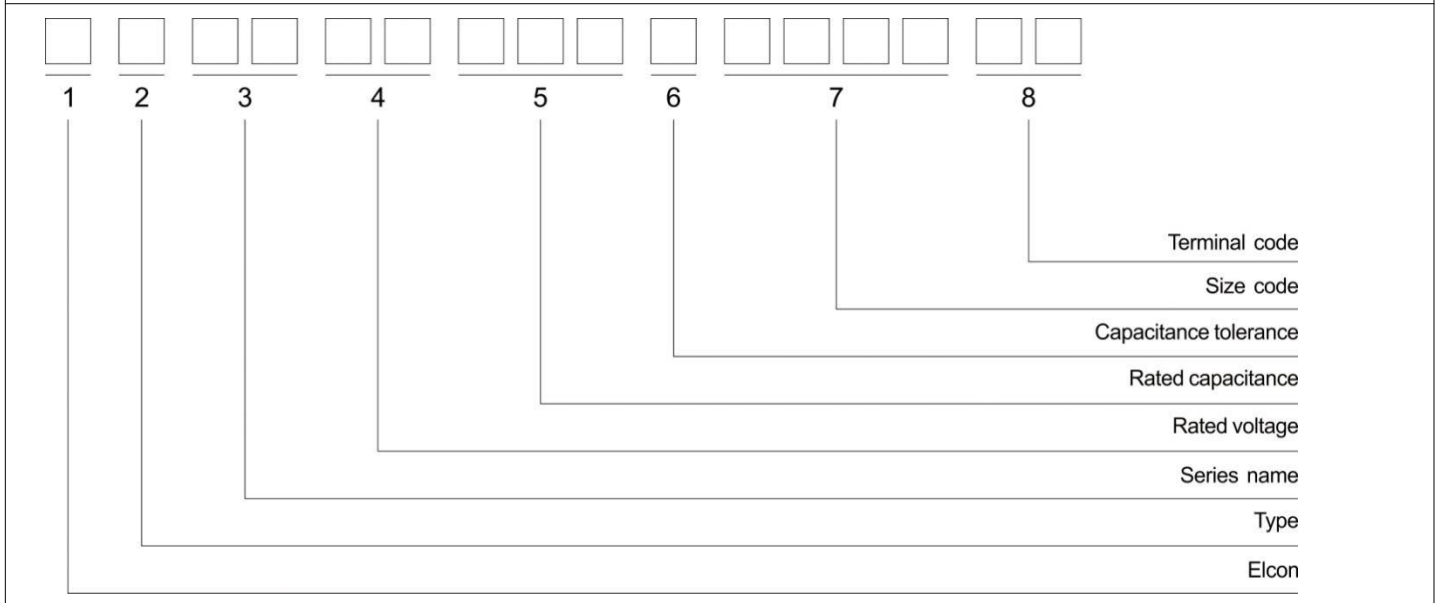 1 2 3 4 5 6 7 8
Terminal code
Size code
Capacitance tolerance
Rated capacitance
Rated voltage
Series name
Type
Elcon